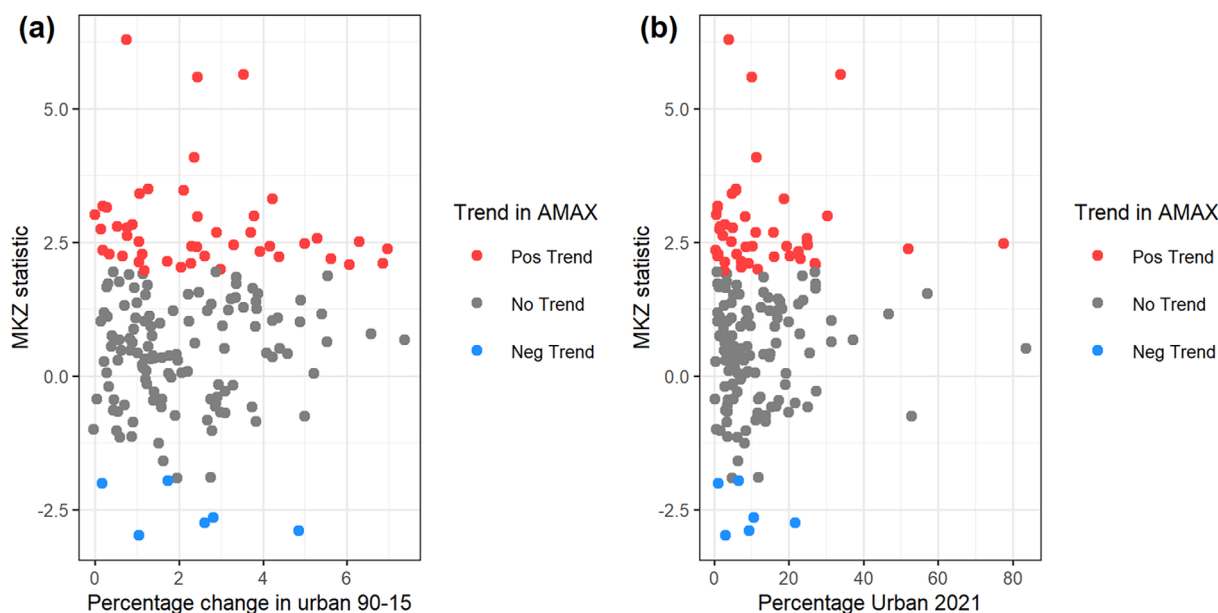 (a)
MKZ statistic
5.0
2.5
0.0
-2.5
0 2 4 6
Percentage change in urban 90-15
Trend in AMAX
Pos Trend
No Trend
Neg Trend
(b)
MKZ statistic
5.0
2.5
0.0
-2.5
0 20 40 60 80
Percentage Urban 2021
Trend in AMAX
Pos Trend
No Trend
Neg Trend